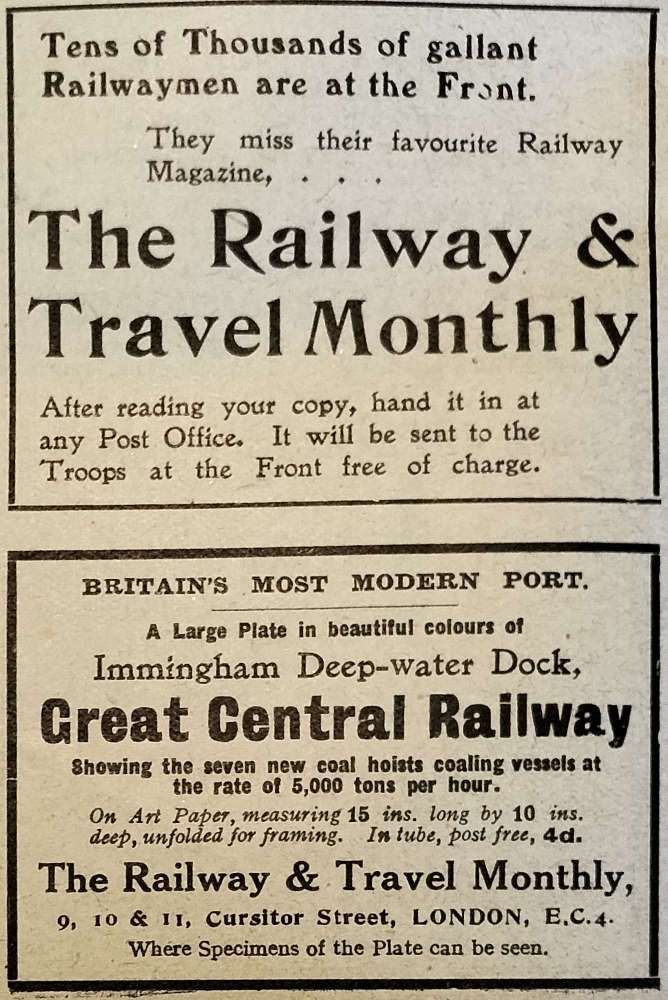 Tens of Thousands of gallant
Railwaymen are at the Front.
They miss their favourite Railway
Magazine, . . .
The Railway &
Travel Monthly
After reading your copy, hand it in at
any Post Office. It will be sent to the
Troops at the Front free of charge.
BRITAIN'S MOST MODERN PORT.
A Large Plate in beautiful colours of
Immingham Deep-water Dock,
Great Central Railway
Showing the seven new coal hoists coaling vessels at
the rate of 5,000 tons per hour.
On Art Paper, measuring 15 ins. long by 10 ins.
deep, unfolded for framing. In tube, post free, 4d.
The Railway & Travel Monthly,
9, 10 & 11, Cursitor Street, LONDON, E.C.4.
Where Specimens of the Plate can be seen.